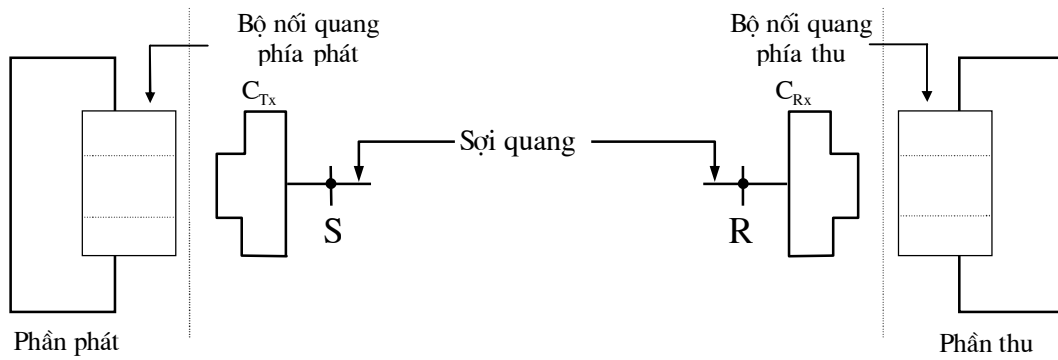 Bộ nối quang
phía phát
Bộ nối quang
phía thu
C_Tx
C_Rx
Sợi quang
S
R
Phần phát
Phần thu